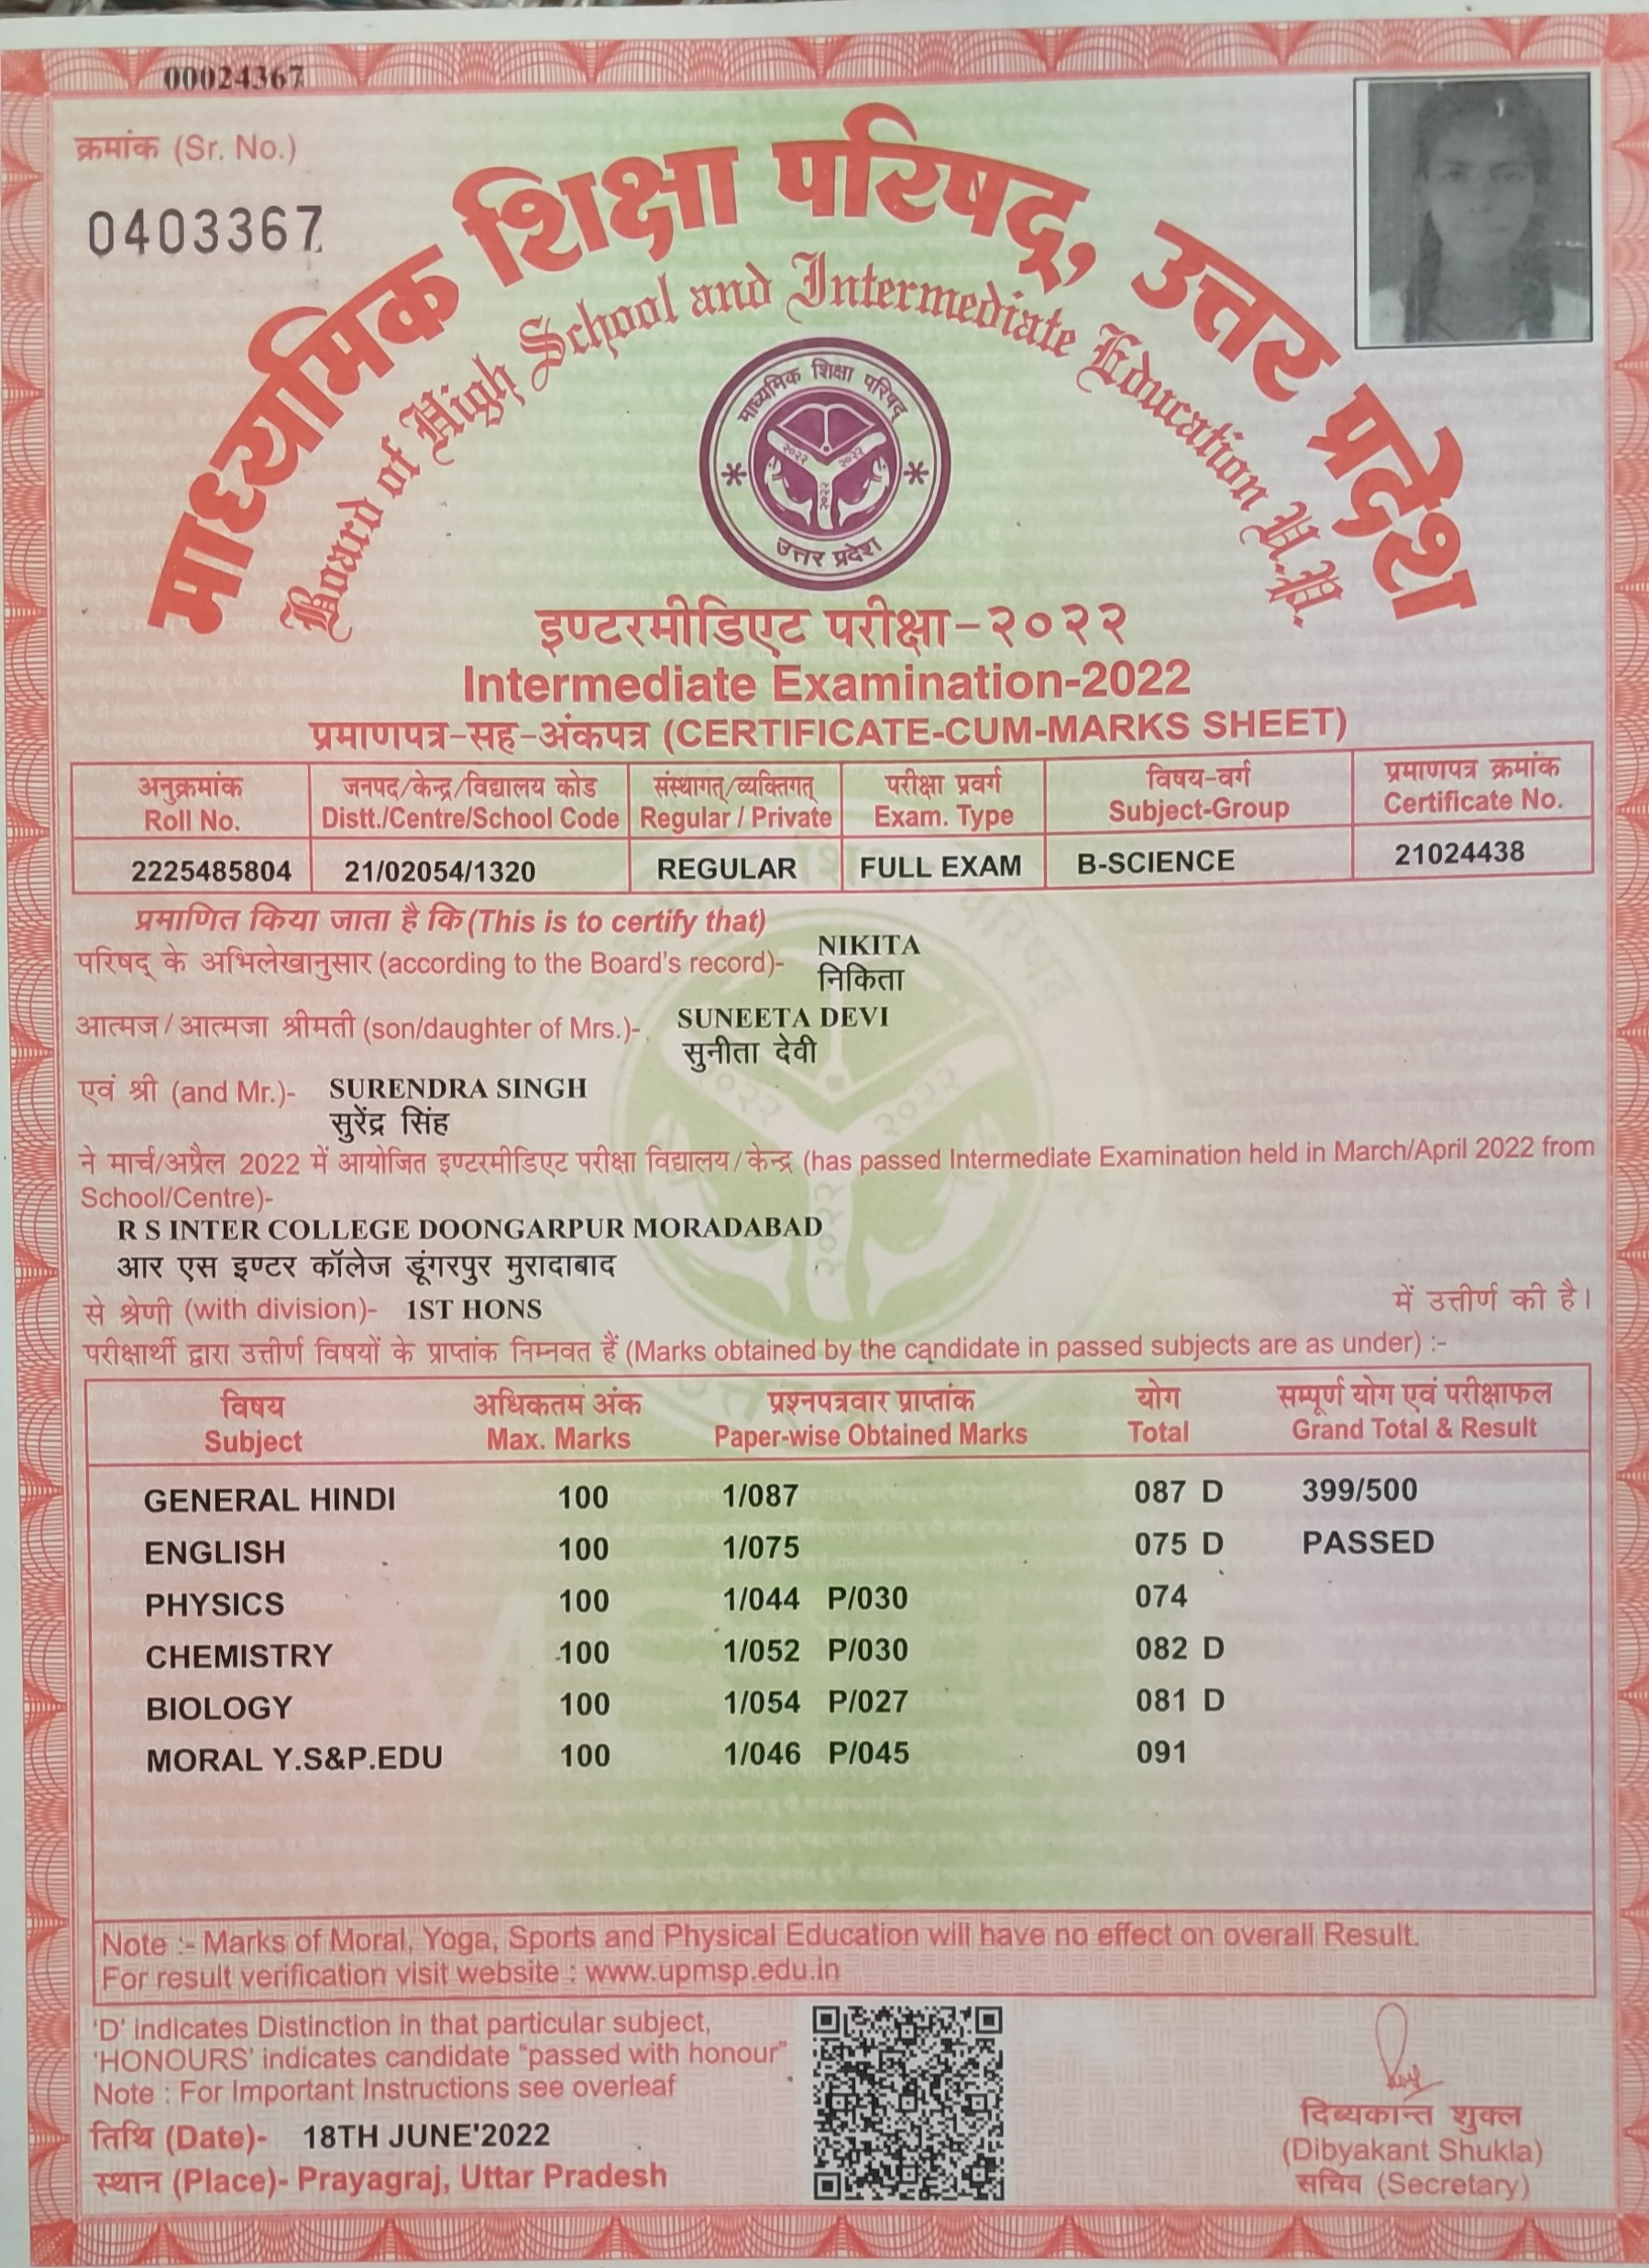 00024367
क्रमांक (Sr. No.)
0403367
माध्यमिक शिक्षा परिषद्, उत्तर प्रदेश
Board of High School and Intermediate Education U.P.
माध्यमिक शिक्षा परिषद्
२०२२ २०२२
२०२२
उत्तर प्रदेश
इण्टरमीडिएट परीक्षा-२०२२
Intermediate Examination-2022
प्रमाणपत्र-सह-अंकपत्र (CERTIFICATE-CUM-MARKS SHEET)
अनुक्रमांक जनपद/केन्द्र/विद्यालय कोड संस्थागत्/व्यक्तिगत् परीक्षा प्रवर्ग विषय-वर्ग प्रमाणपत्र क्रमांक
Roll No. Distt./Centre/School Code Regular / Private Exam. Type Subject-Group Certificate No.
2225485804 21/02054/1320 REGULAR FULL EXAM B-SCIENCE 21024438
प्रमाणित किया जाता है कि (This is to certify that)
परिषद् के अभिलेखानुसार (according to the Board's record)- NIKITA
निकिता
आत्मज/आत्मजा श्रीमती (son/daughter of Mrs.)- SUNEETA DEVI
सुनीता देवी
एवं श्री (and Mr.)- SURENDRA SINGH
सुरेंद्र सिंह
ने मार्च/अप्रैल 2022 में आयोजित इण्टरमीडिएट परीक्षा विद्यालय/केन्द्र (has passed Intermediate Examination held in March/April 2022 from
School/Centre)-
R S INTER COLLEGE DOONGARPUR MORADABAD
आर एस इण्टर कॉलेज डूंगरपुर मुरादाबाद
से श्रेणी (with division)- 1ST HONS में उत्तीर्ण की है।
परीक्षार्थी द्वारा उत्तीर्ण विषयों के प्राप्तांक निम्नवत हैं (Marks obtained by the candidate in passed subjects are as under) :-
विषय अधिकतम अंक प्रश्नपत्रवार प्राप्तांक योग सम्पूर्ण योग एवं परीक्षाफल
Subject Max. Marks Paper-wise Obtained Marks Total Grand Total & Result
GENERAL HINDI 100 1/087 087 D 399/500
ENGLISH 100 1/075 075 D PASSED
PHYSICS 100 1/044 P/030 074
CHEMISTRY 100 1/052 P/030 082 D
BIOLOGY 100 1/054 P/027 081 D
MORAL Y.S&P.EDU 100 1/046 P/045 091
Note :- Marks of Moral, Yoga, Sports and Physical Education will have no effect on overall Result.
For result verification visit website : www.upmsp.edu.in
'D' indicates Distinction in that particular subject,
'HONOURS' indicates candidate "passed with honour"
Note : For Important Instructions see overleaf
तिथि (Date)- 18TH JUNE'2022
स्थान (Place)- Prayagraj, Uttar Pradesh
दिब्यकान्त शुक्ल
(Dibyakant Shukla)
सचिव (Secretary)